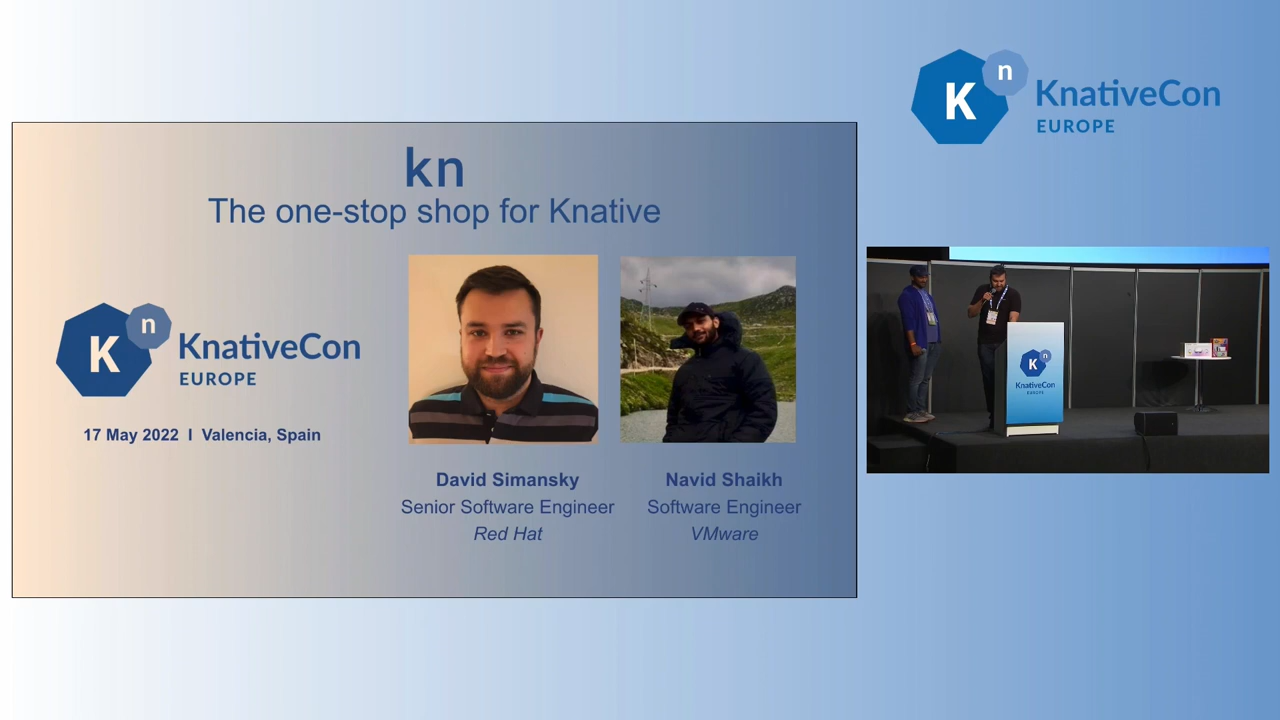 kn
The one-stop shop for Knative
K n
KnativeCon
EUROPE
17 May 2022 I Valencia, Spain
David Simansky
Senior Software Engineer
Red Hat
Navid Shaikh
Software Engineer
VMware
K n
KnativeCon
EUROPE
K n
KnativeCon
EUROPE